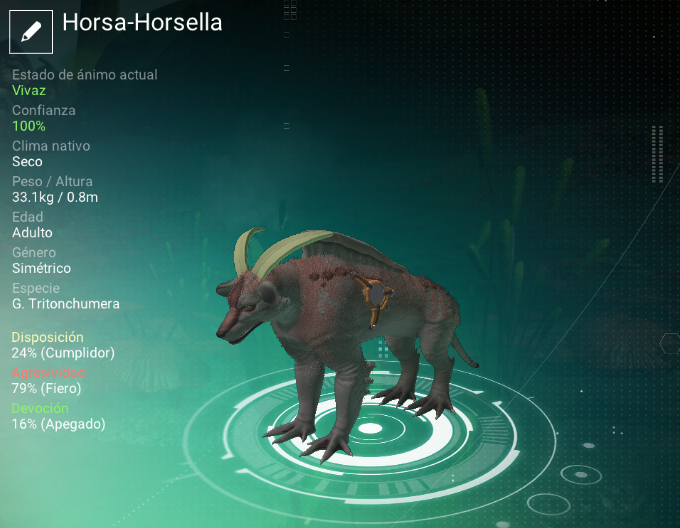 Horsa-Horsella
Estado de ánimo actual
Vivaz
Confianza
100%
Clima nativo
Seco
Peso / Altura
33.1kg / 0.8m
Edad
Adulto
Género
Simétrico
Especie
G. Tritonchumera
Disposición
24% (Cumplidor)
Agresividad
79% (Fiero)
Devoción
16% (Apegado)